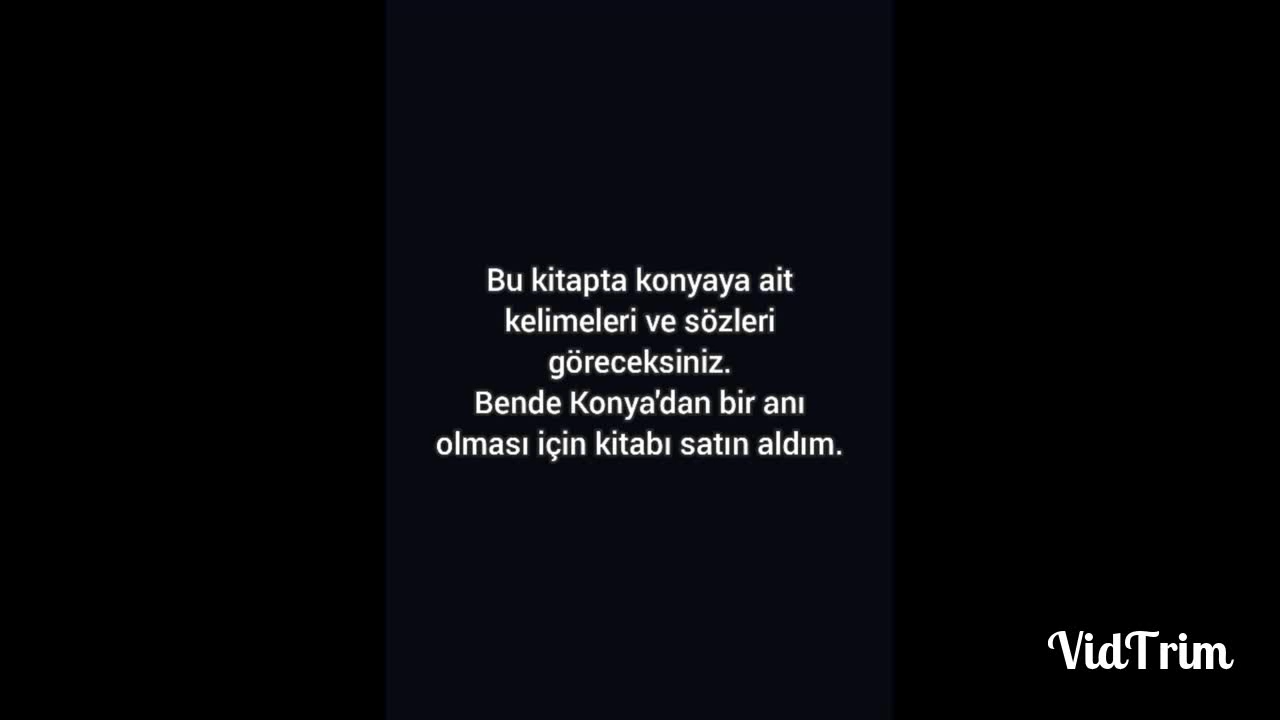 Bu kitapta konyaya ait
kelimeleri ve sözleri
göreceksiniz.
Bende Konya'dan bir anı
olması için kitabı satın aldım.
VidTrim